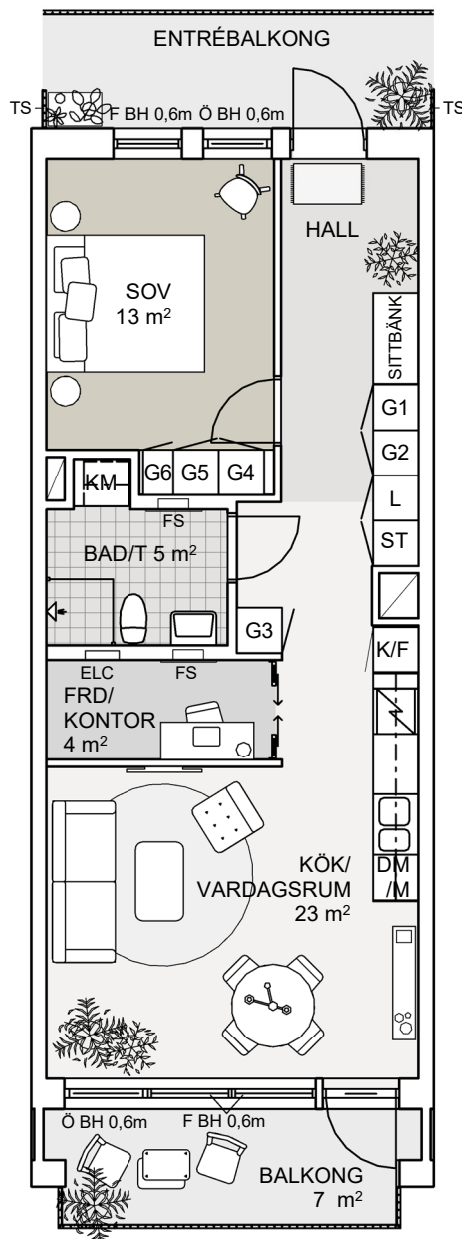 ENTRÉBALKONG
TS
F BH 0,6m Ö BH 0,6m
TS
HALL
SOV
13 m²
SITTBÄNK
G1
G2
L
ST
G6 G5 G4
KM
FS
BAD/T 5 m²
G3
K/F
ELC
FS
FRD/
KONTOR
4 m²
KÖK/
VARDAGSRUM
23 m²
DM
/M
Ö BH 0,6m
F BH 0,6m
BALKONG
7 m²